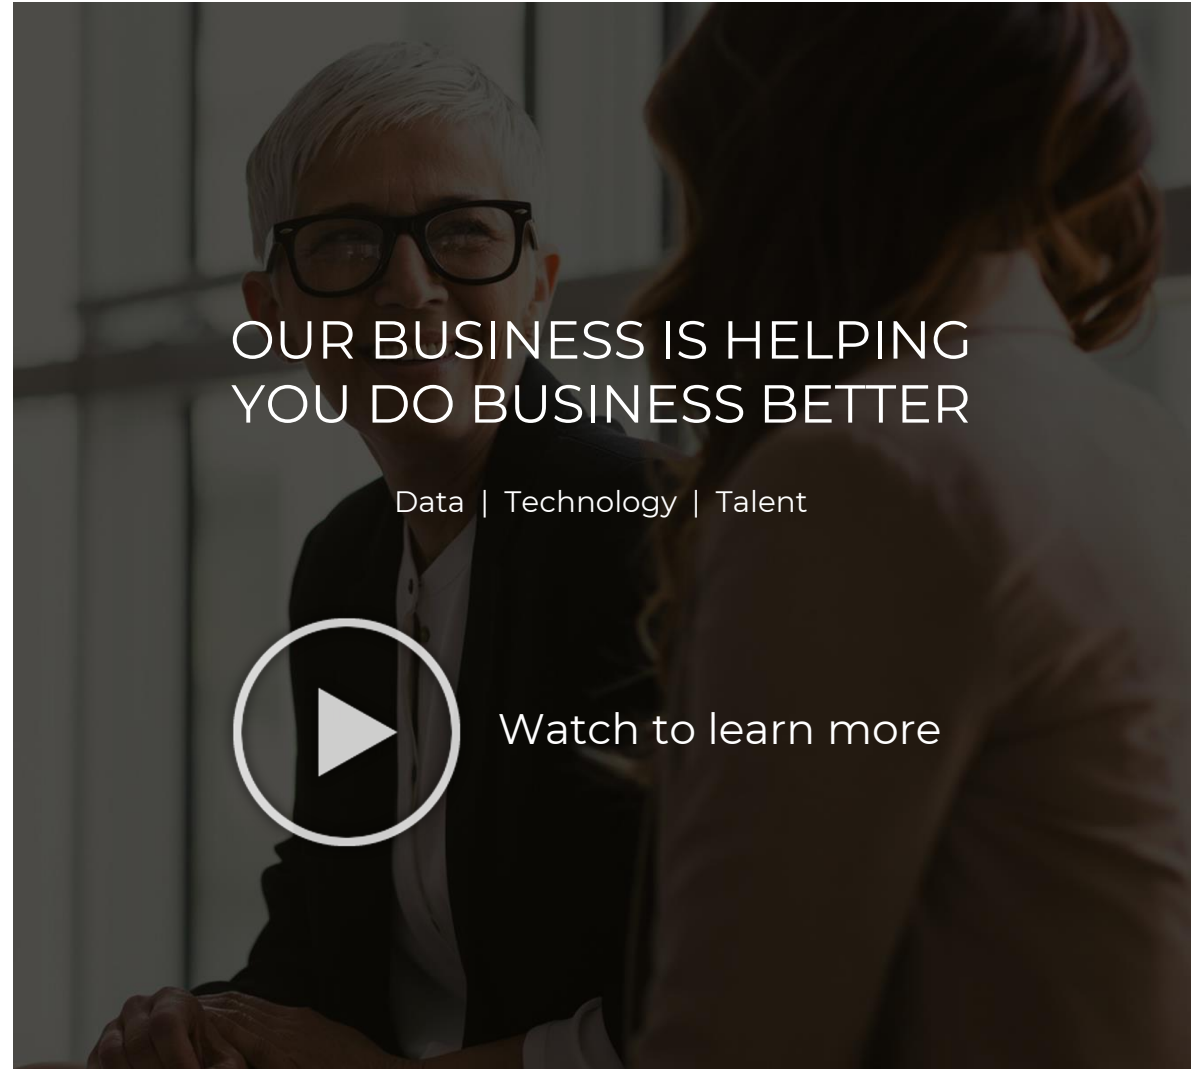 OUR BUSINESS IS HELPING
YOU DO BUSINESS BETTER
Data | Technology | Talent
Watch to learn more